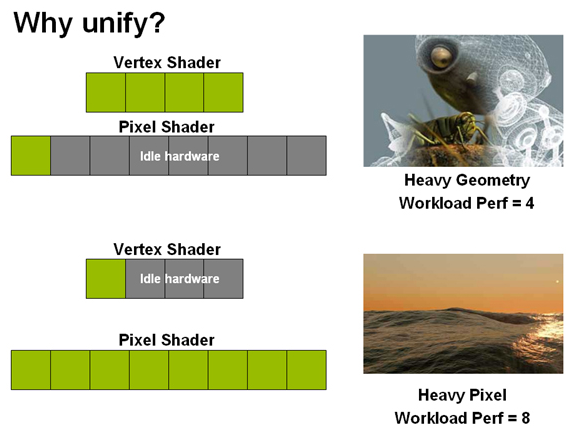 Why unify?
Vertex Shader
Pixel Shader
Idle hardware
Heavy Geometry
Workload Perf = 4
Vertex Shader
Idle hardware
Pixel Shader
Heavy Pixel
Workload Perf = 8